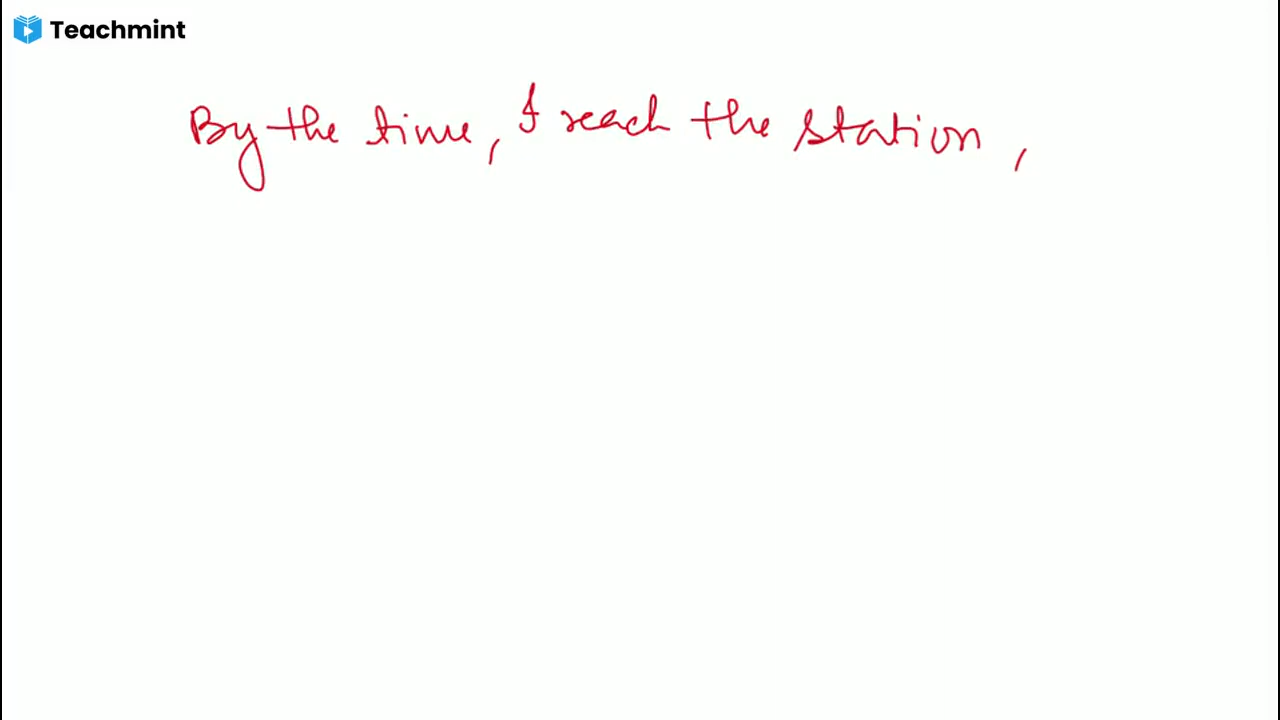 Teachmint
By the time, I reach the station,